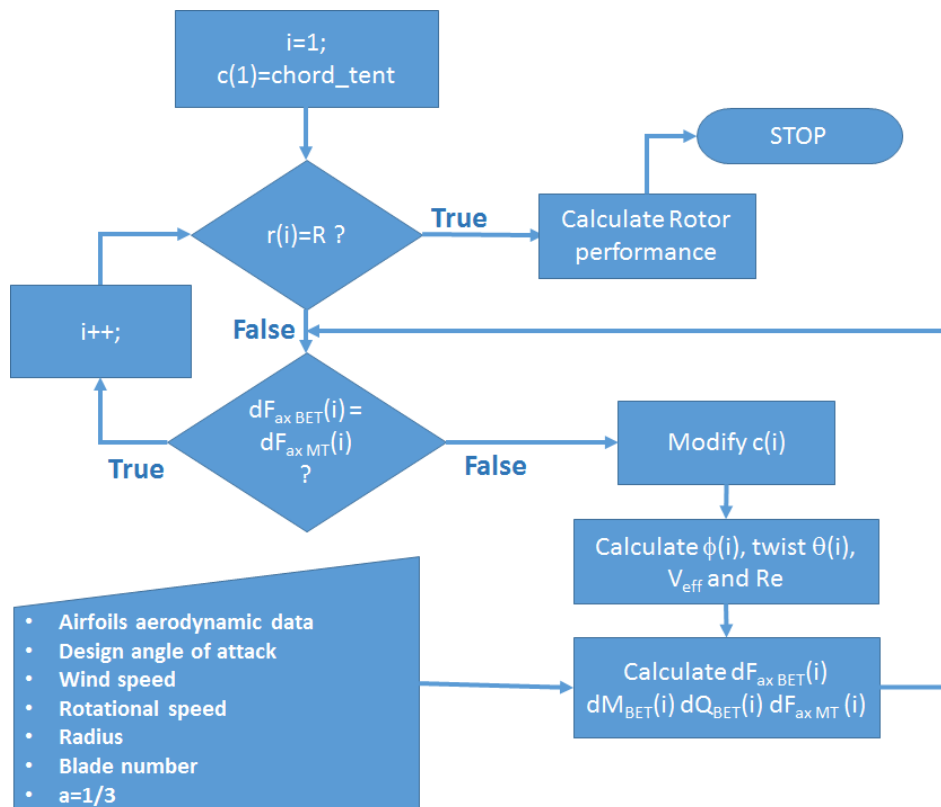 i=1;
c(1)=chord_tent
STOP
r(i)=R ?
True
Calculate Rotor
performance
i++;
False
dFax BET(i) =
dFax MT(i)
?
True
False
Modify c(i)
Calculate ϕ(i), twist θ(i),
Veff and Re
• Airfoils aerodynamic data
• Design angle of attack
• Wind speed
• Rotational speed
• Radius
• Blade number
• a=1/3
Calculate dFax BET(i)
dMBET(i) dQBET(i) dFax MT (i)